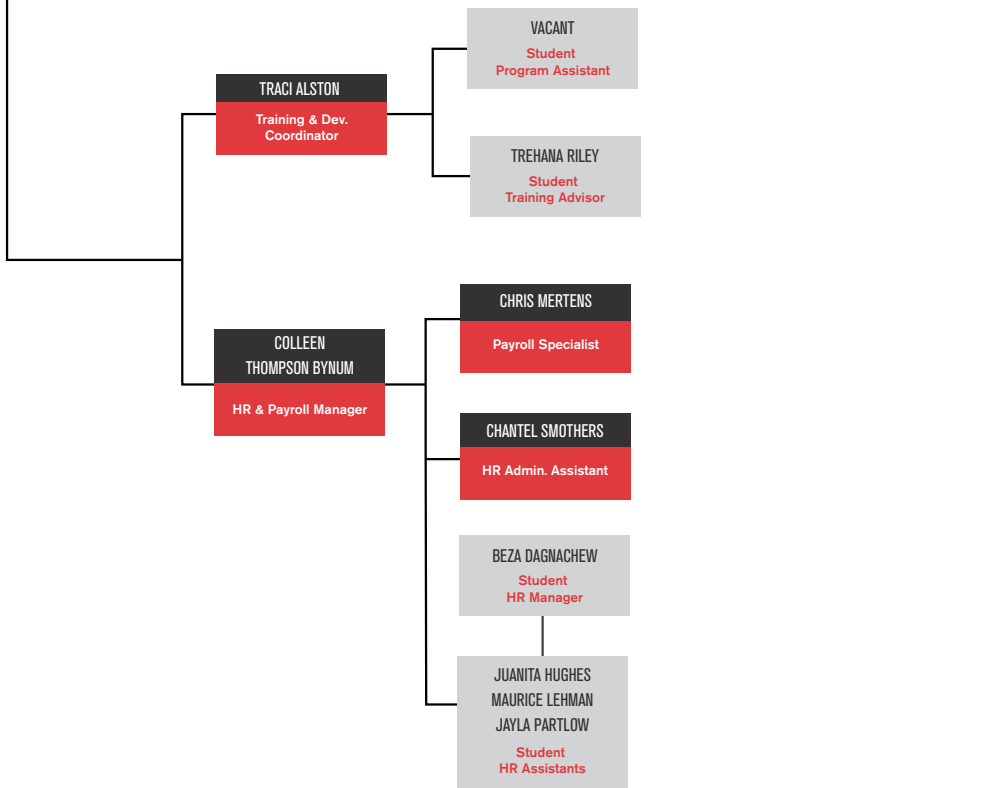 VACANT
Student
Program Assistant
TRACI ALSTON
Training & Dev.
Coordinator
TREHANA RILEY
Student
Training Advisor
CHRIS MERTENS
Payroll Specialist
COLLEEN
THOMPSON BYNUM
HR & Payroll Manager
CHANTEL SMOTHERS
HR Admin. Assistant
BEZA DAGNACHEW
Student
HR Manager
JUANITA HUGHES
MAURICE LEHMAN
JAYLA PARTLOW
Student
HR Assistants